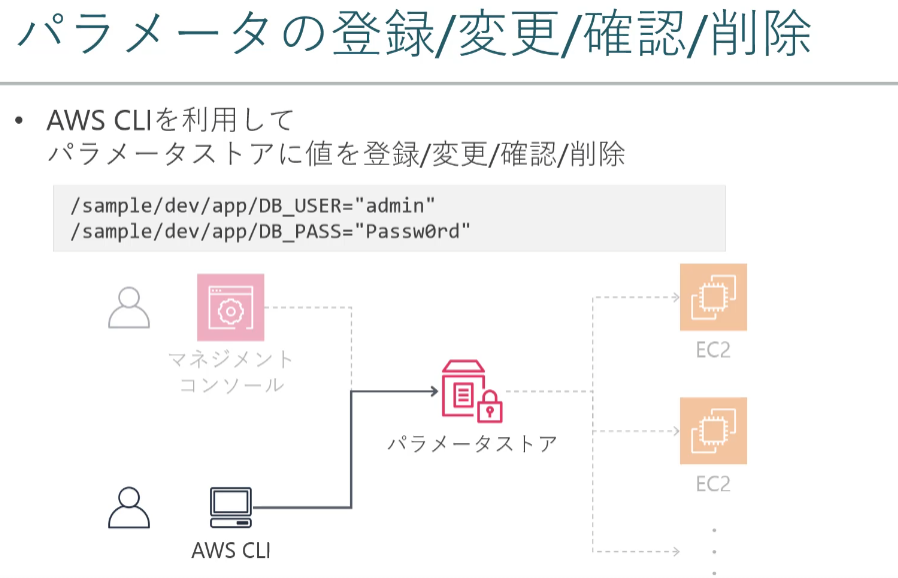 パラメータの登録/変更/確認/削除
• AWS CLIを利用して
パラメータストアに値を登録/変更/確認/削除
/sample/dev/app/DB_USER="admin"
/sample/dev/app/DB_PASS="Passw0rd"
マネジメント
コンソール
EC2
パラメータストア
EC2
AWS CLI